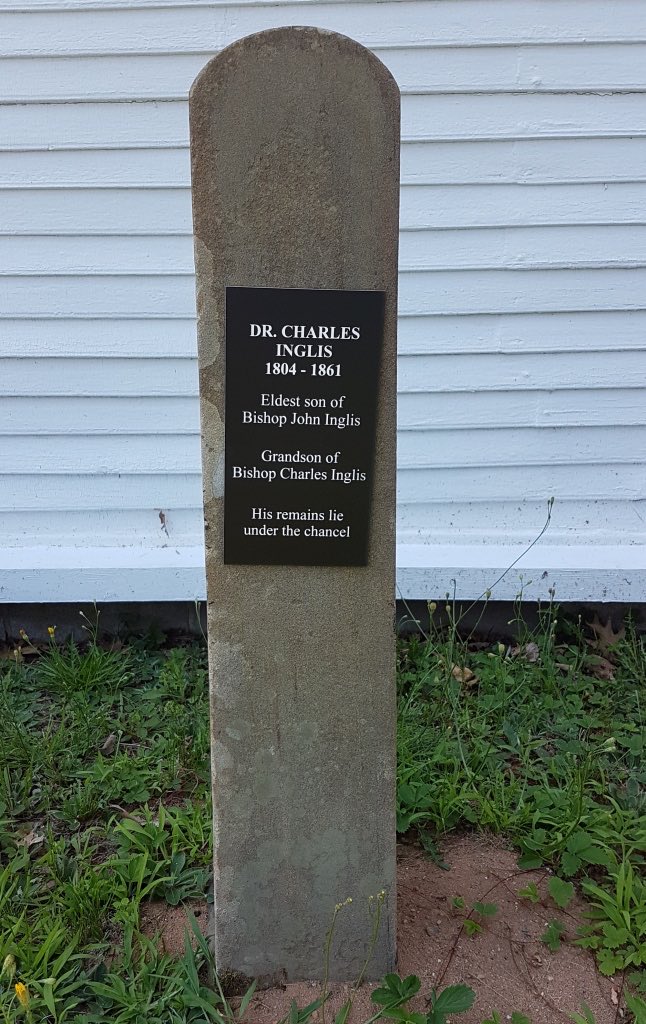 DR. CHARLES
INGLIS
1804 - 1861
Eldest son of
Bishop John Inglis
Grandson of
Bishop Charles Inglis
His remains lie
under the chancel